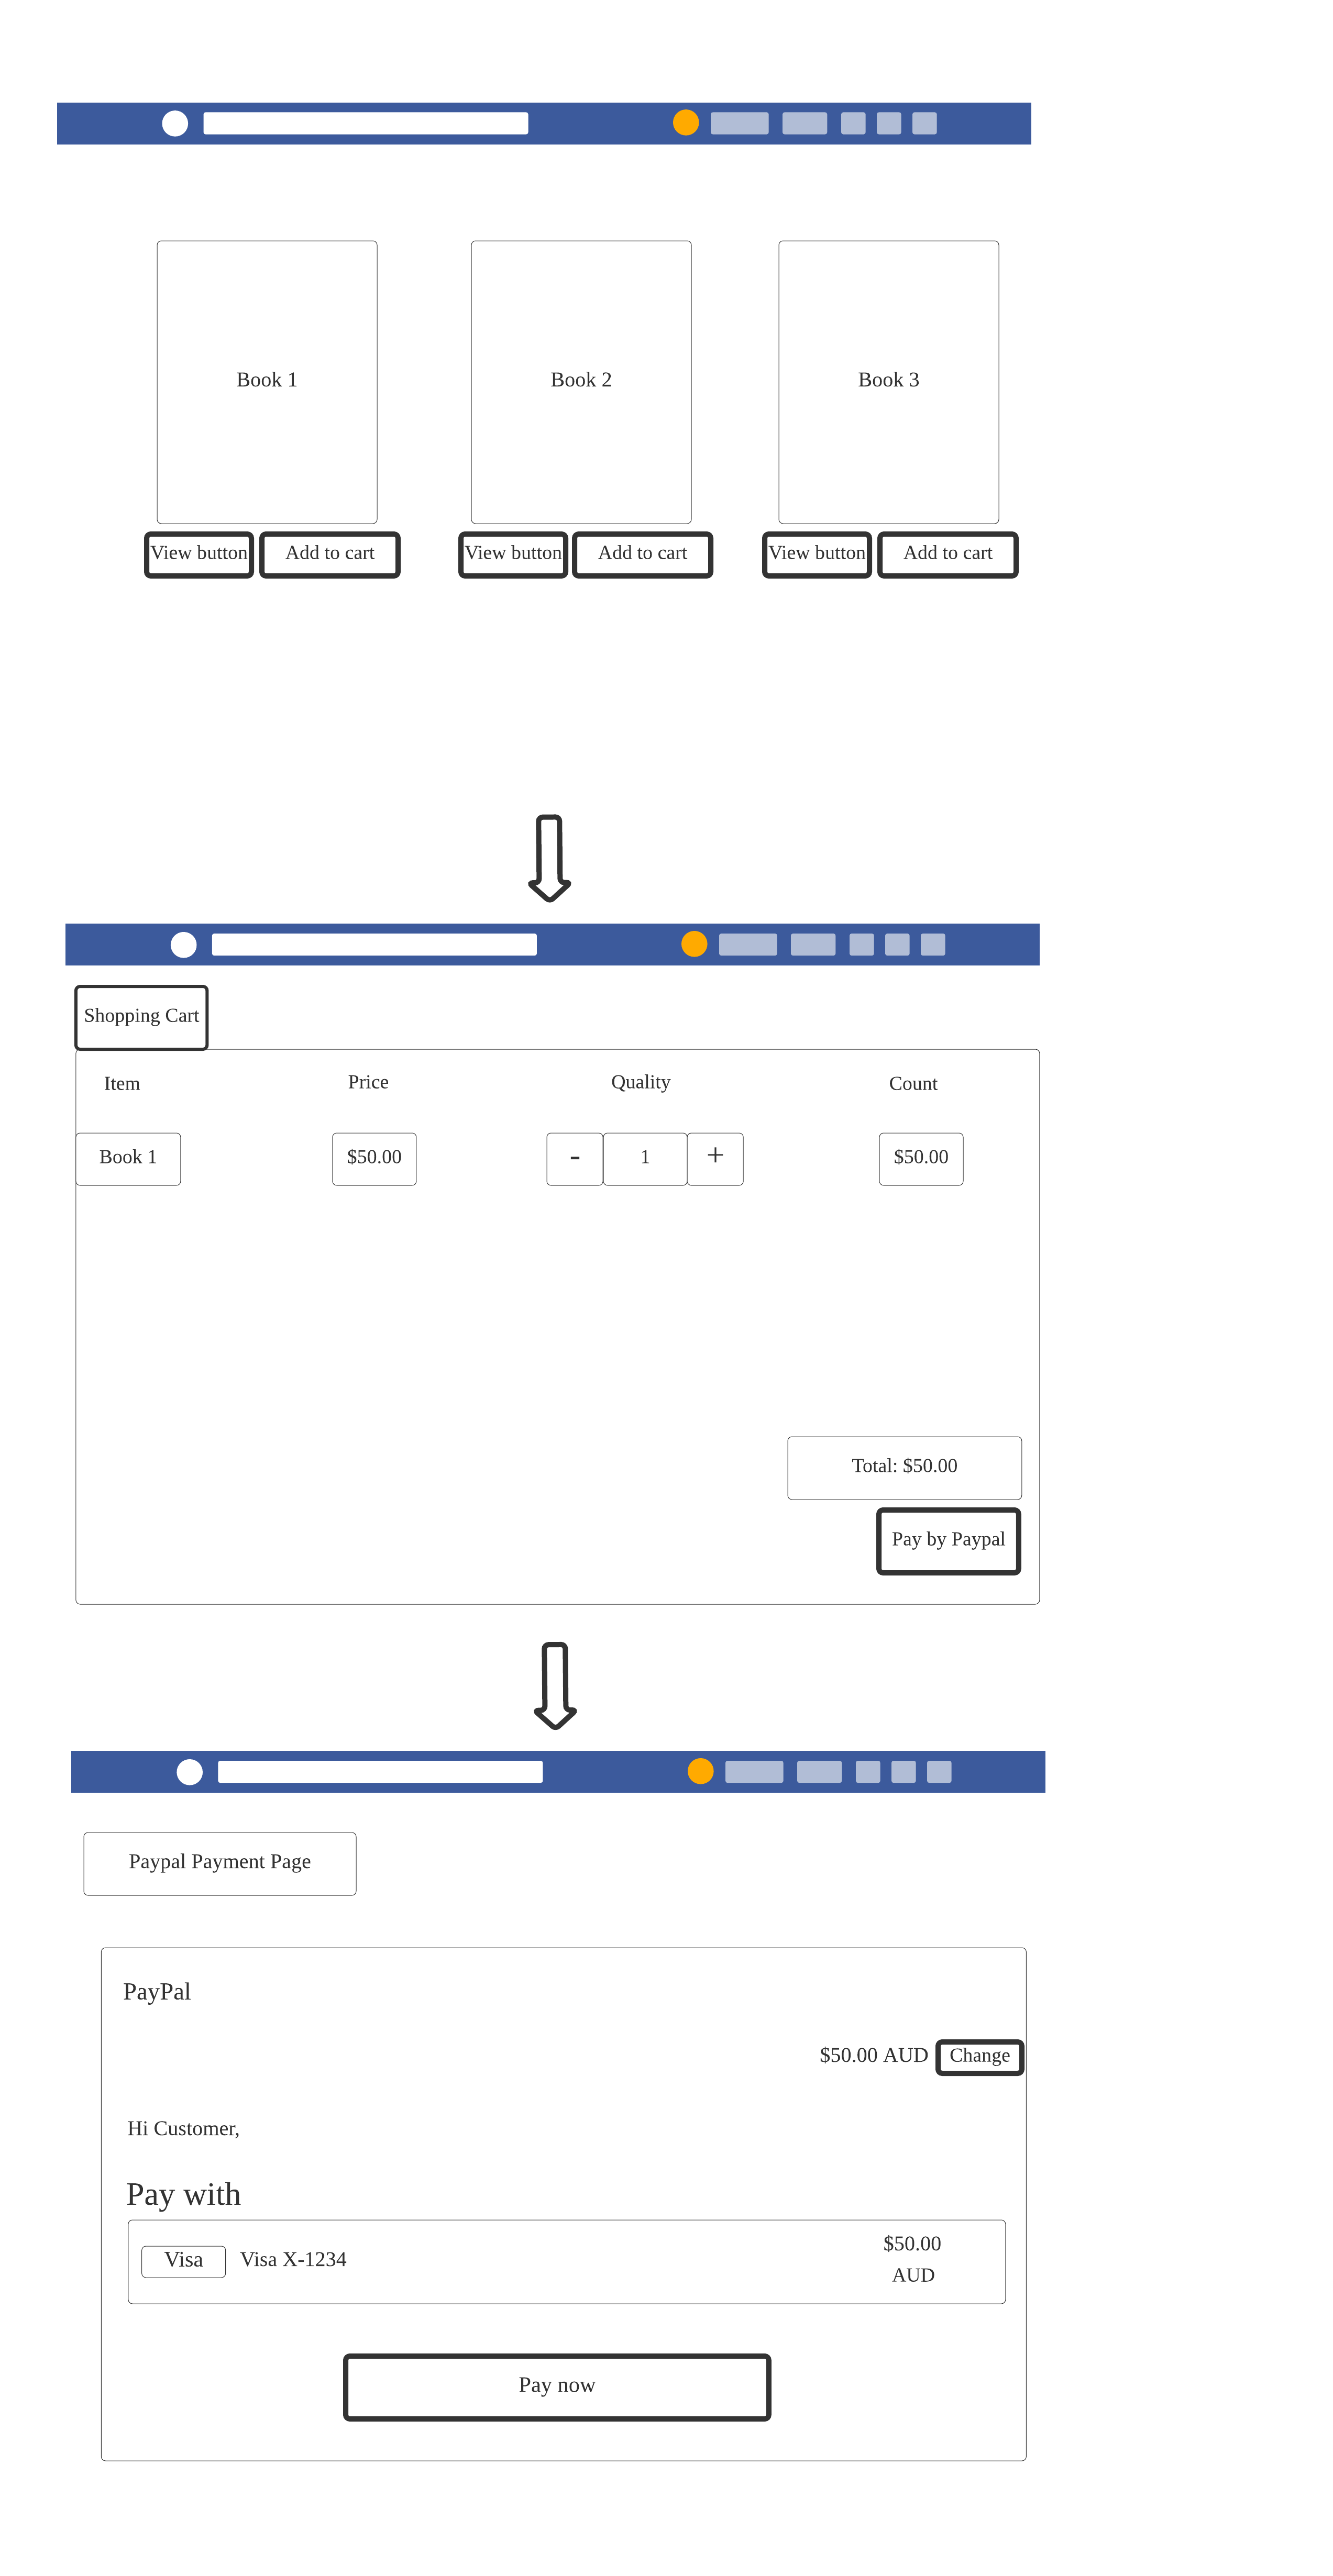 Book 1
Book 2
Book 3
View button
Add to cart
View button
Add to cart
View button
Add to cart
Shopping Cart
Item
Price
Quality
Count
Book 1
$50.00
-
1
+
$50.00
Total: $50.00
Pay by Paypal
Paypal Payment Page
PayPal
$50.00 AUD
Change
Hi Customer,
Pay with
Visa
Visa X-1234
$50.00
AUD
Pay now